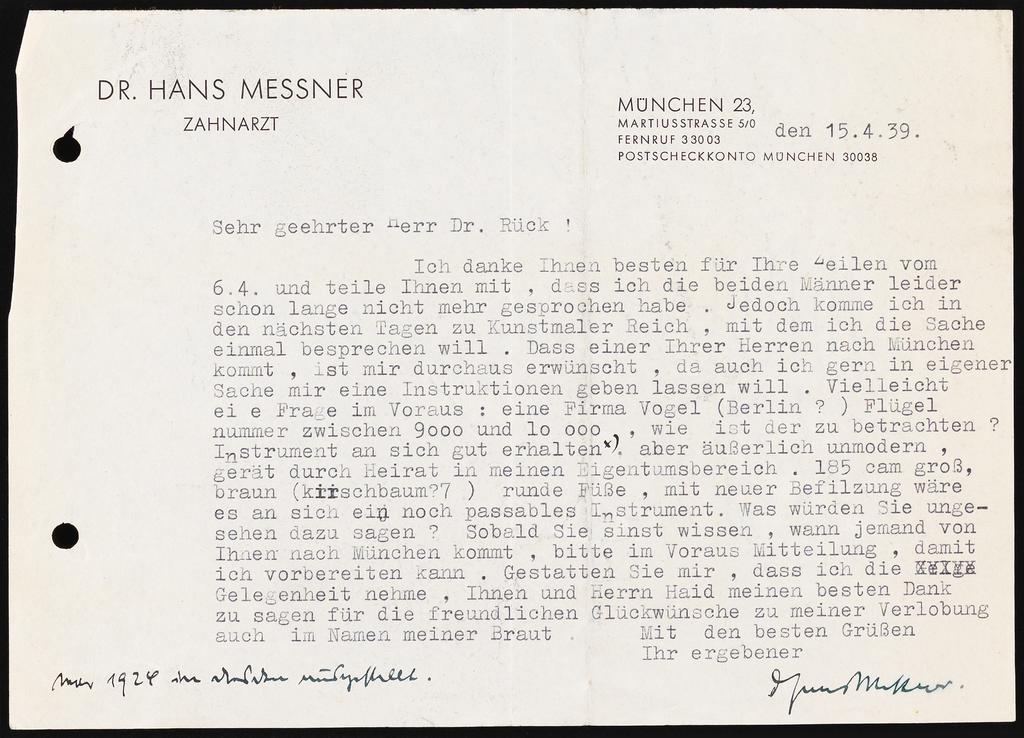 DR. HANS MESSNER
ZAHNARZT
MÜNCHEN 23,
MARTIUSSTRASSE 5/0
FERNRUF 33003
POSTSCHECKKONTO MÜNCHEN 30038
den 15.4.39.
Sehr geehrter Herr Dr. Rück !
Ich danke Ihnen besten für Ihre Zeilen vom
6.4. und teile Ihnen mit , dass ich die beiden Männer leider
schon lange nicht mehr gesprochen habe . Jedoch komme ich in
den nächsten Tagen zu Kunstmaler Reich , mit dem ich die Sache
einmal besprechen will . Dass einer Ihrer Herren nach München
kommt , ist mir durchaus erwünscht , da auch ich gern in eigener
Sache mir eine Instruktionen geben lassen will . Vielleicht
ei e Frage im Voraus : eine Firma Vogel (Berlin ? ) Flügel
nummer zwischen 9ooo und lo ooo , wie ist der zu betrachten ?
Instrument an sich gut erhalten x). aber äußerlich unmodern ,
gerät durch Heirat in meinen Eigentumsbereich . 185 cam groß,
braun (kirschbaum?7 ) runde Füße , mit neuer Befilzung wäre
es an sich ein noch passables Instrument. Was würden Sie unge-
sehen dazu sagen ? Sobald Sie sinst wissen , wann jemand von
Ihnen nach München kommt , bitte im Voraus Mitteilung , damit
ich vorbereiten kann . Gestatten Sie mir , dass ich die
Gelegenheit nehme , Ihnen und Herrn Haid meinen besten Dank
zu sagen für die freundlichen Glückwünsche zu meiner Verlobung
auch im Namen meiner Braut . Mit den besten Grüßen
Ihr ergebener
war 1924 in ausgestellt.
Hans Messner.